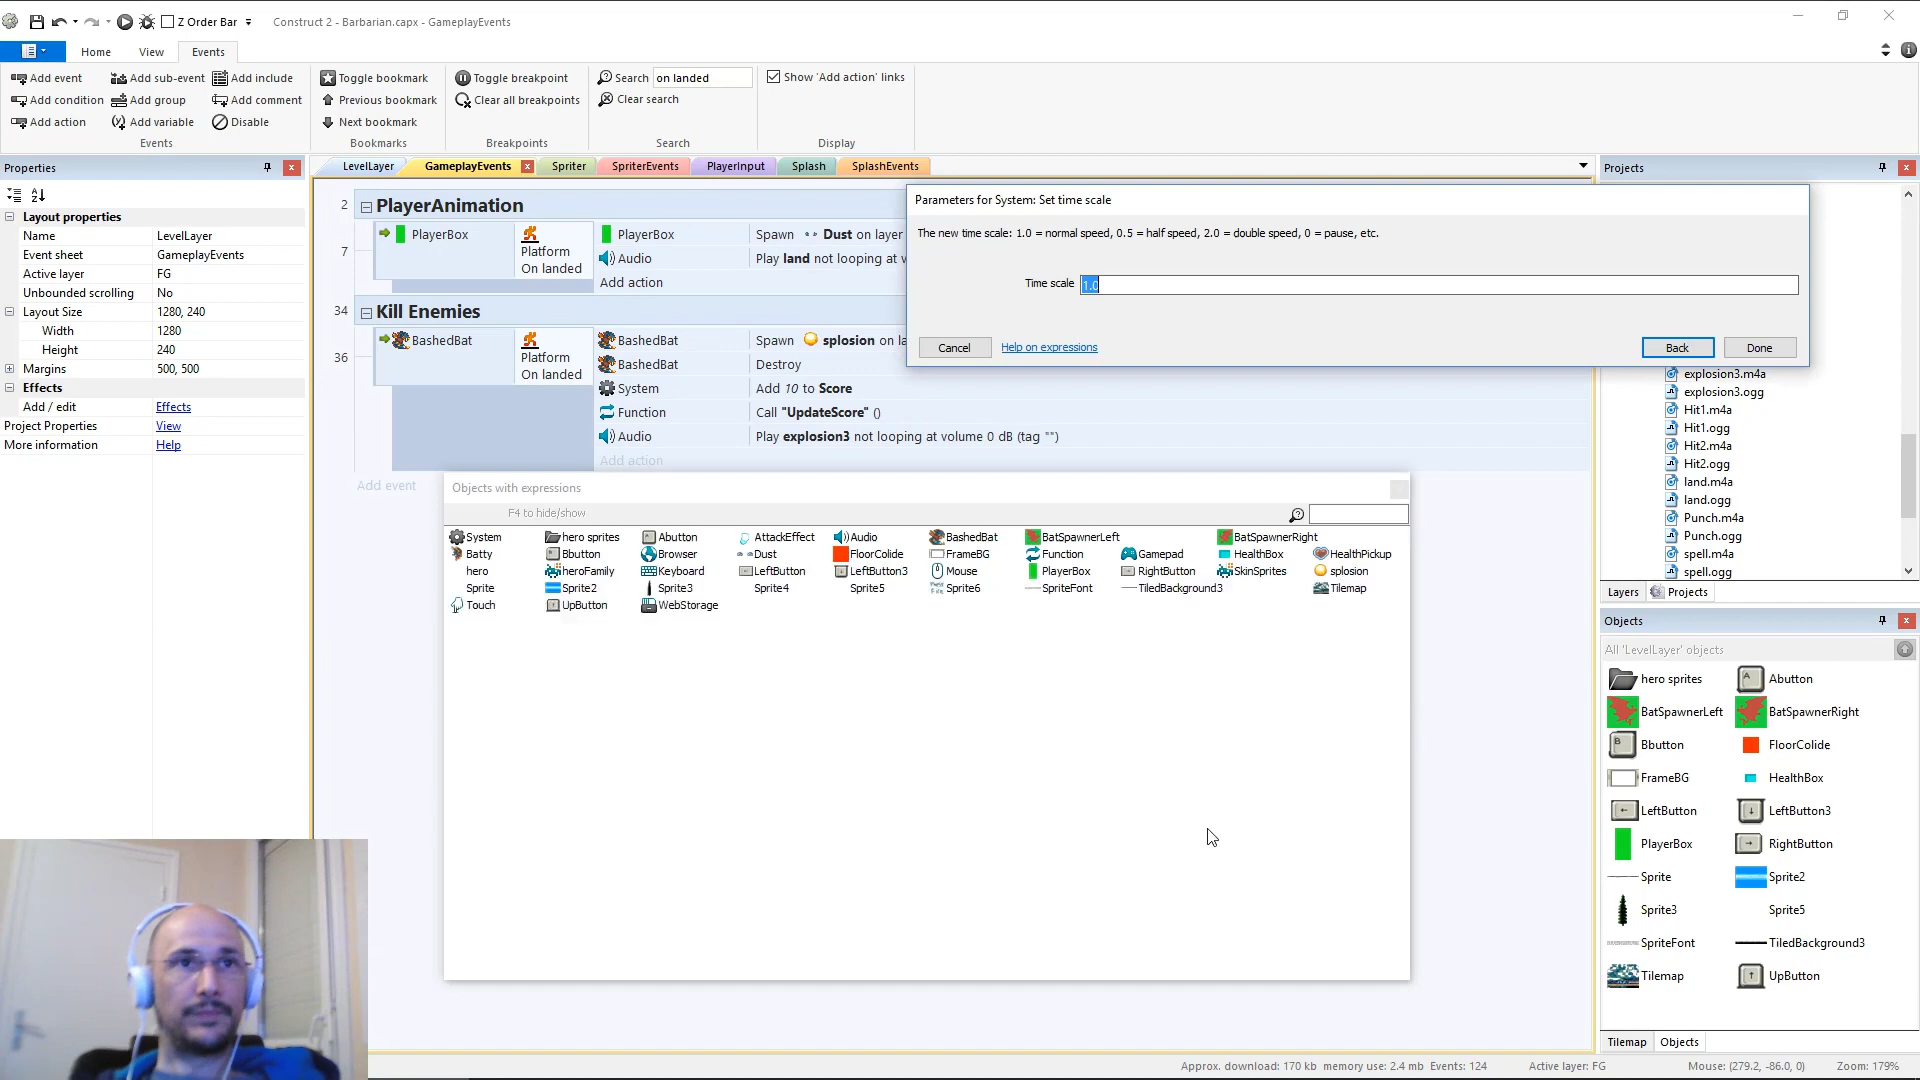 Z Order Bar
Construct 2 - Barbarian.capx - GameplayEvents
Home
View
Events
Add event
Add sub-event
Add include
Add condition
Add group
Add comment
Add action
Add variable
Disable
Events
Toggle bookmark
Previous bookmark
Next bookmark
Bookmarks
Toggle breakpoint
Clear all breakpoints
Breakpoints
Search
on landed
Clear search
Search
Show 'Add action' links
Display
Properties
Layout properties
Name LevelLayer
Event sheet GameplayEvents
Active layer FG
Unbounded scrolling No
Layout Size 1280, 240
Width 1280
Height 240
Margins 500, 500
Effects
Add / edit Effects
Project Properties View
More information Help
LevelLayer
GameplayEvents
Spriter
SpriterEvents
PlayerInput
Splash
SplashEvents
2 PlayerAnimation
7
PlayerBox
Platform
On landed
PlayerBox Spawn Dust on layer
Audio Play land not looping at v
Add action
34 Kill Enemies
36
BashedBat
Platform
On landed
BashedBat Spawn splosion on la
BashedBat Destroy
System Add 10 to Score
Function Call "UpdateScore" ()
Audio Play explosion3 not looping at volume 0 dB (tag "")
Add action
Add event
Parameters for System: Set time scale
The new time scale: 1.0 = normal speed, 0.5 = half speed, 2.0 = double speed, 0 = pause, etc.
Time scale 1.0
Cancel
Help on expressions
Back
Done
Objects with expressions
F4 to hide/show
System hero sprites Abutton AttackEffect Audio BashedBat BatSpawnerLeft BatSpawnerRight
Batty Bbutton Browser Dust FloorColide FrameBG Function Gamepad HealthBox HealthPickup
hero heroFamily Keyboard LeftButton LeftButton3 Mouse PlayerBox RightButton SkinSprites splosion
Sprite Sprite2 Sprite3 Sprite4 Sprite5 Sprite6 SpriteFont TiledBackground3 Tilemap
Touch UpButton WebStorage
Projects
explosion3.m4a
explosion3.ogg
Hit1.m4a
Hit1.ogg
Hit2.m4a
Hit2.ogg
land.m4a
land.ogg
Punch.m4a
Punch.ogg
spell.m4a
spell.ogg
Layers
Projects
Objects
All 'LevelLayer' objects
hero sprites Abutton
BatSpawnerLeft BatSpawnerRight
Bbutton FloorColide
FrameBG HealthBox
LeftButton LeftButton3
PlayerBox RightButton
Sprite Sprite2
Sprite3 Sprite5
SpriteFont TiledBackground3
Tilemap UpButton
Tilemap
Objects
Approx. download: 170 kb memory use: 2.4 mb Events: 124
Active layer: FG
Mouse: (279.2, -86.0, 0)
Zoom: 179%